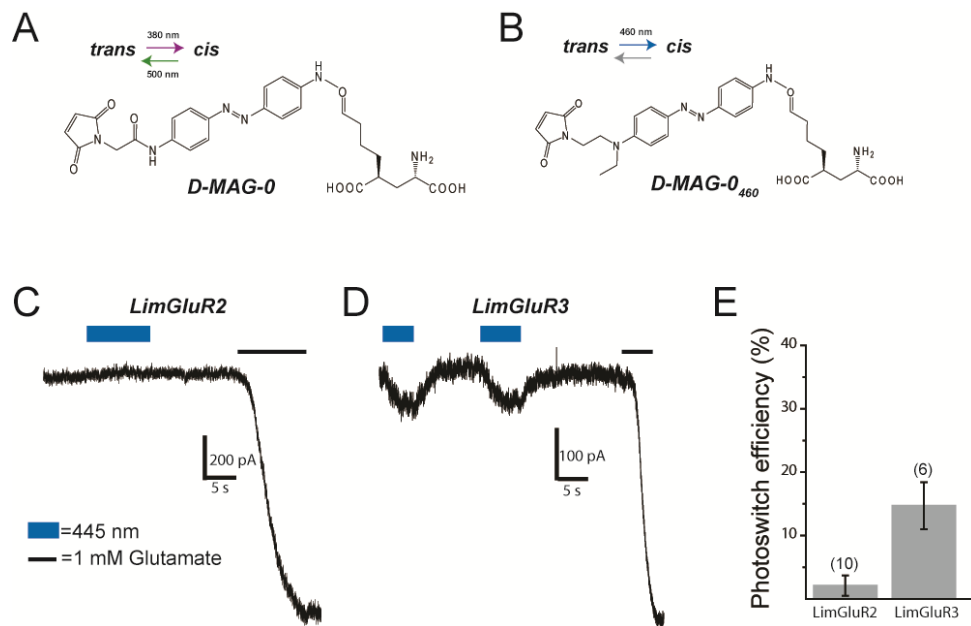 A
trans 380 nm cis
500 nm
H
N
O
N
N
O
O
N
O
N
H
NH2
HOOC COOH
D-MAG-0
B
trans 460 nm cis
H
N
O
N
N
O
N
N
O
NH2
HOOC COOH
D-MAG-0460
C LimGluR2
200 pA
5 s
=445 nm
=1 mM Glutamate
D LimGluR3
100 pA
5 s
E
Photoswitch efficiency (%)
40
30
20
10
(10)
(6)
LimGluR2 LimGluR3